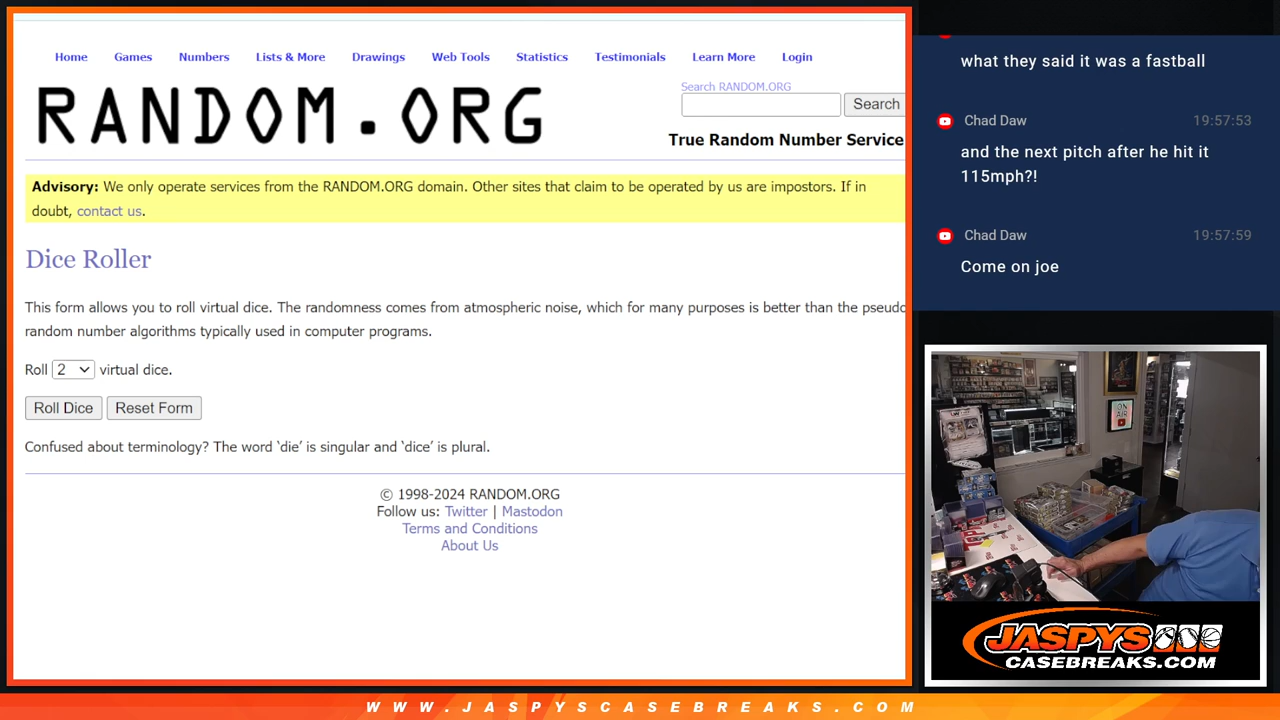 Home Games Numbers Lists & More Drawings Web Tools Statistics Testimonials Learn More Login
RANDOM.ORG
Search RANDOM.ORG
Search
True Random Number Service
Advisory: We only operate services from the RANDOM.ORG domain. Other sites that claim to be operated by us are impostors. If in
doubt, contact us.
Dice Roller
This form allows you to roll virtual dice. The randomness comes from atmospheric noise, which for many purposes is better than the pseudo
random number algorithms typically used in computer programs.
Roll 2 virtual dice.
Roll Dice Reset Form
Confused about terminology? The word ‘die’ is singular and ‘dice’ is plural.
© 1998-2024 RANDOM.ORG
Follow us: Twitter | Mastodon
Terms and Conditions
About Us
what they said it was a fastball
Chad Daw 19:57:53
and the next pitch after he hit it
115mph?!
Chad Daw 19:57:59
Come on joe
ON
AIR
JASPYS
CASEBREAKS.COM
WWW.JASPYSCASEBREAKS.COM